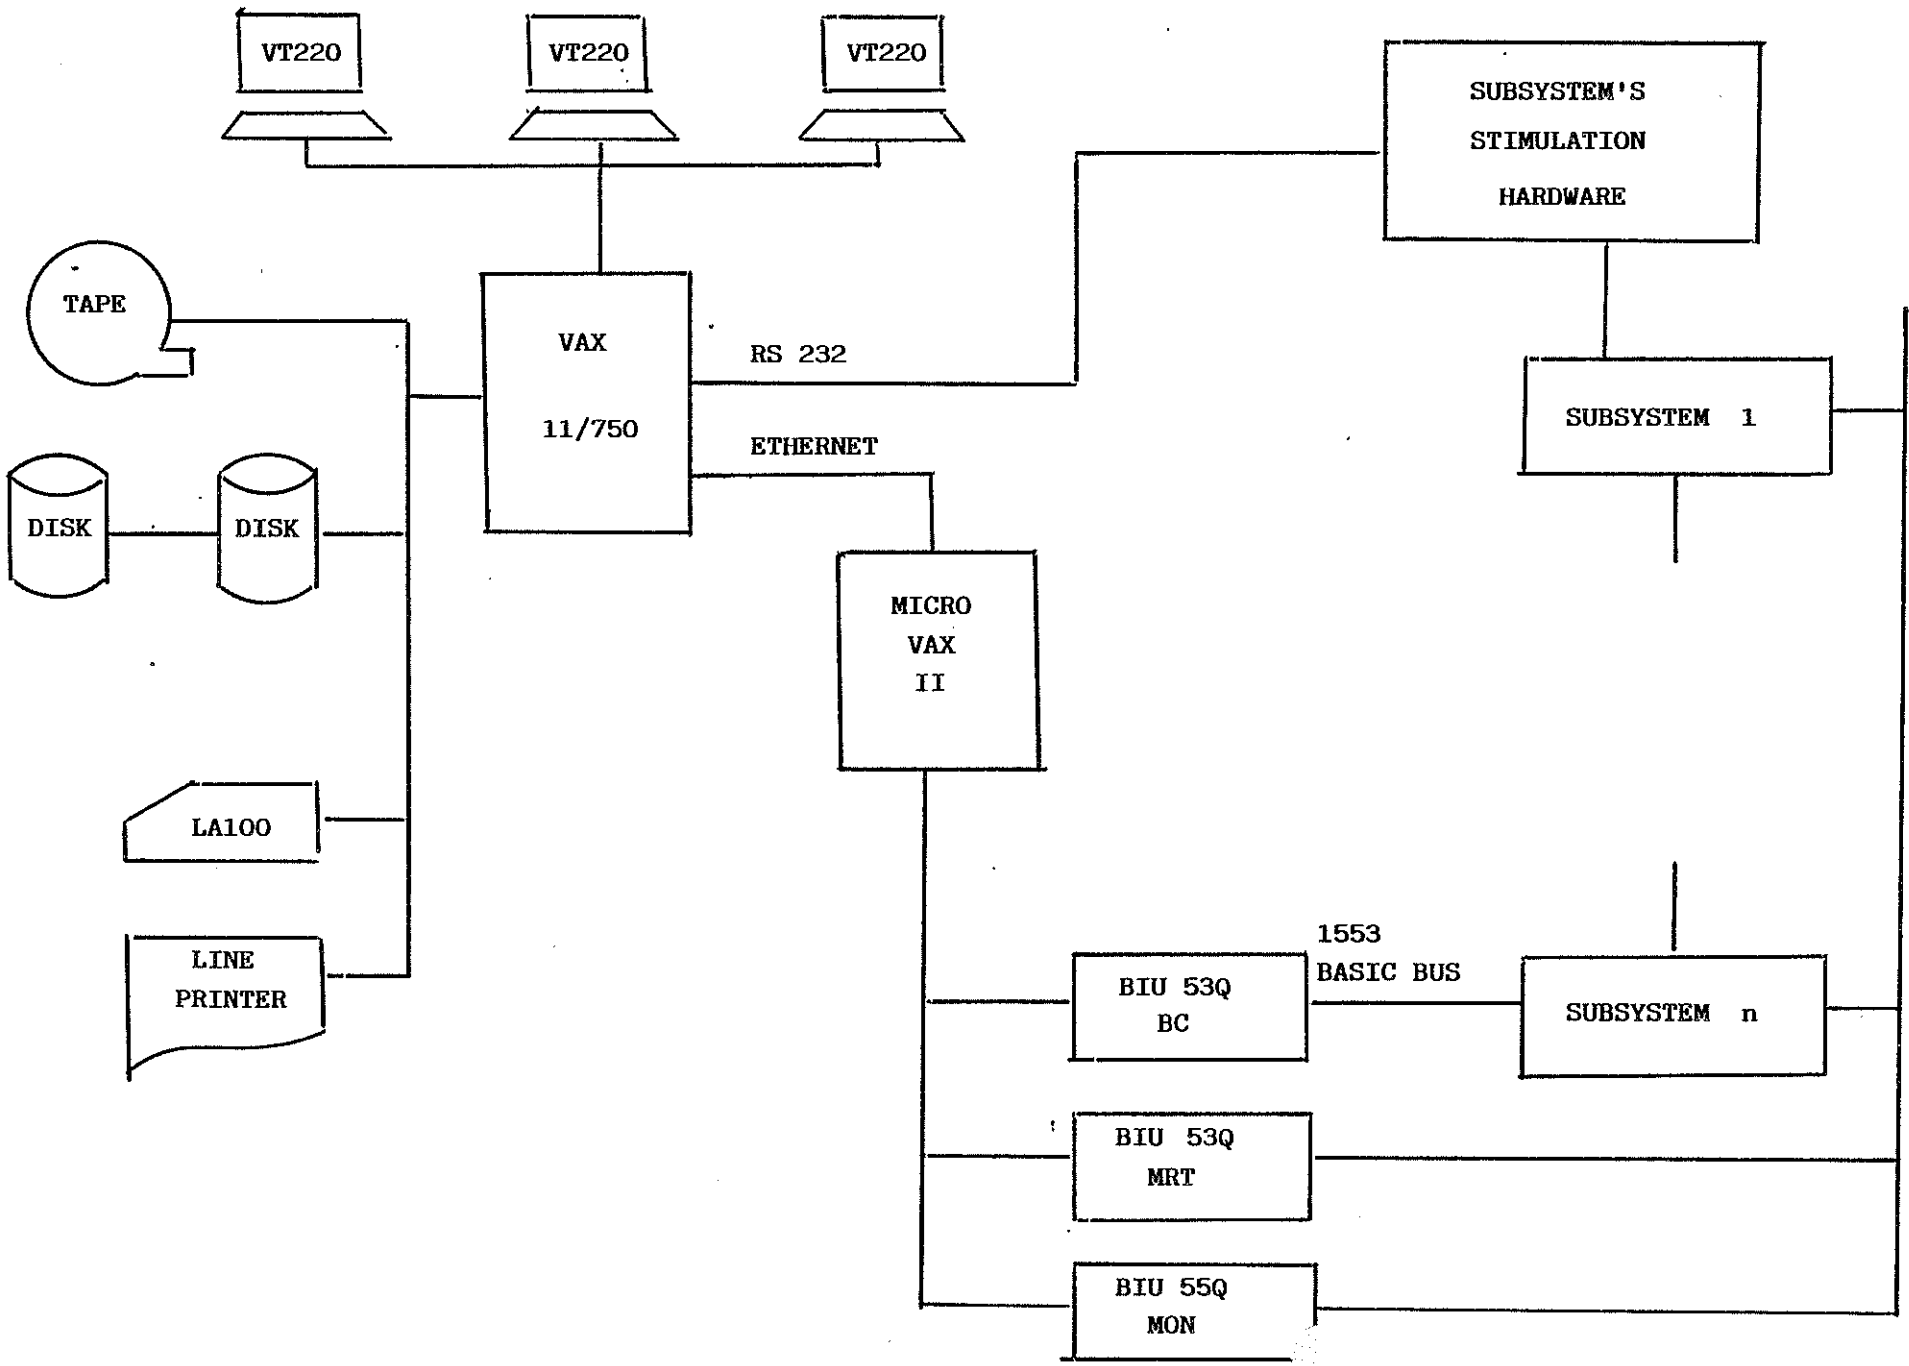 VT220
VT220
VT220
SUBSYSTEM'S
STIMULATION
HARDWARE
TAPE
VAX
11/750
RS 232
ETHERNET
SUBSYSTEM 1
DISK
DISK
MICRO
VAX
II
LA100
LINE
PRINTER
1553
BASIC BUS
BIU 53Q
BC
SUBSYSTEM n
BIU 53Q
MRT
BIU 55Q
MON